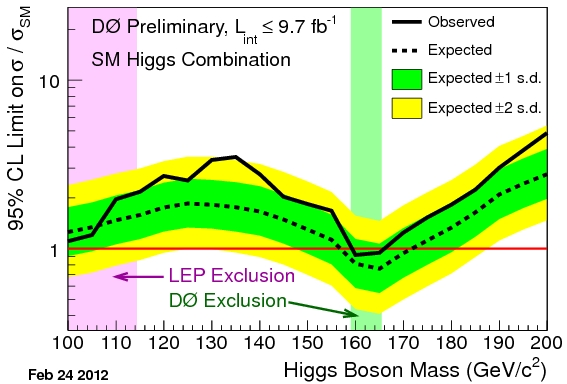 DØ Preliminary, Lint ≤ 9.7 fb-1
SM Higgs Combination
Observed
Expected
Expected ±1 s.d.
Expected ±2 s.d.
95% CL Limit on σ / σSM
10
1
LEP Exclusion
DØ Exclusion
100 110 120 130 140 150 160 170 180 190 200
Higgs Boson Mass (GeV/c2)
Feb 24 2012